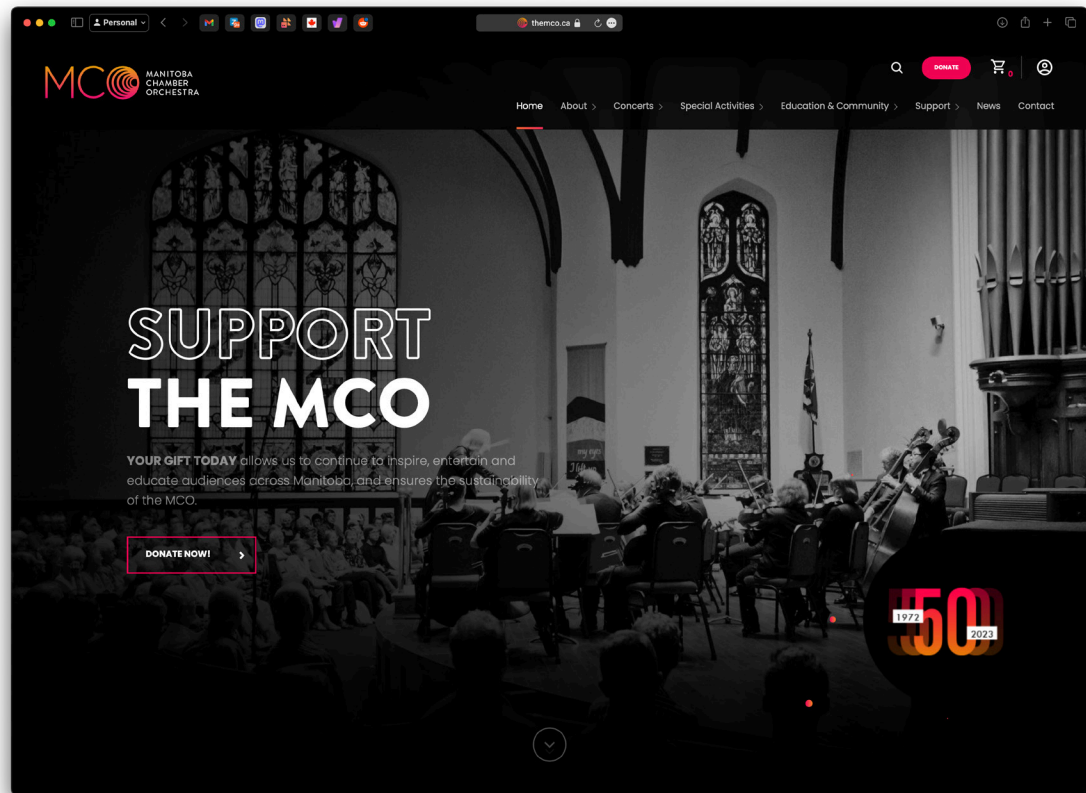 Personal
themco.ca
MCO
MANITOBA
CHAMBER
ORCHESTRA
DONATE
0
Home About Concerts Special Activities Education & Community Support News Contact
SUPPORT
THE MCO
YOUR GIFT TODAY allows us to continue to inspire, entertain and
educate audiences across Manitoba, and ensures the sustainability
of the MCO.
DONATE NOW!
my eyes
1972
50
2023